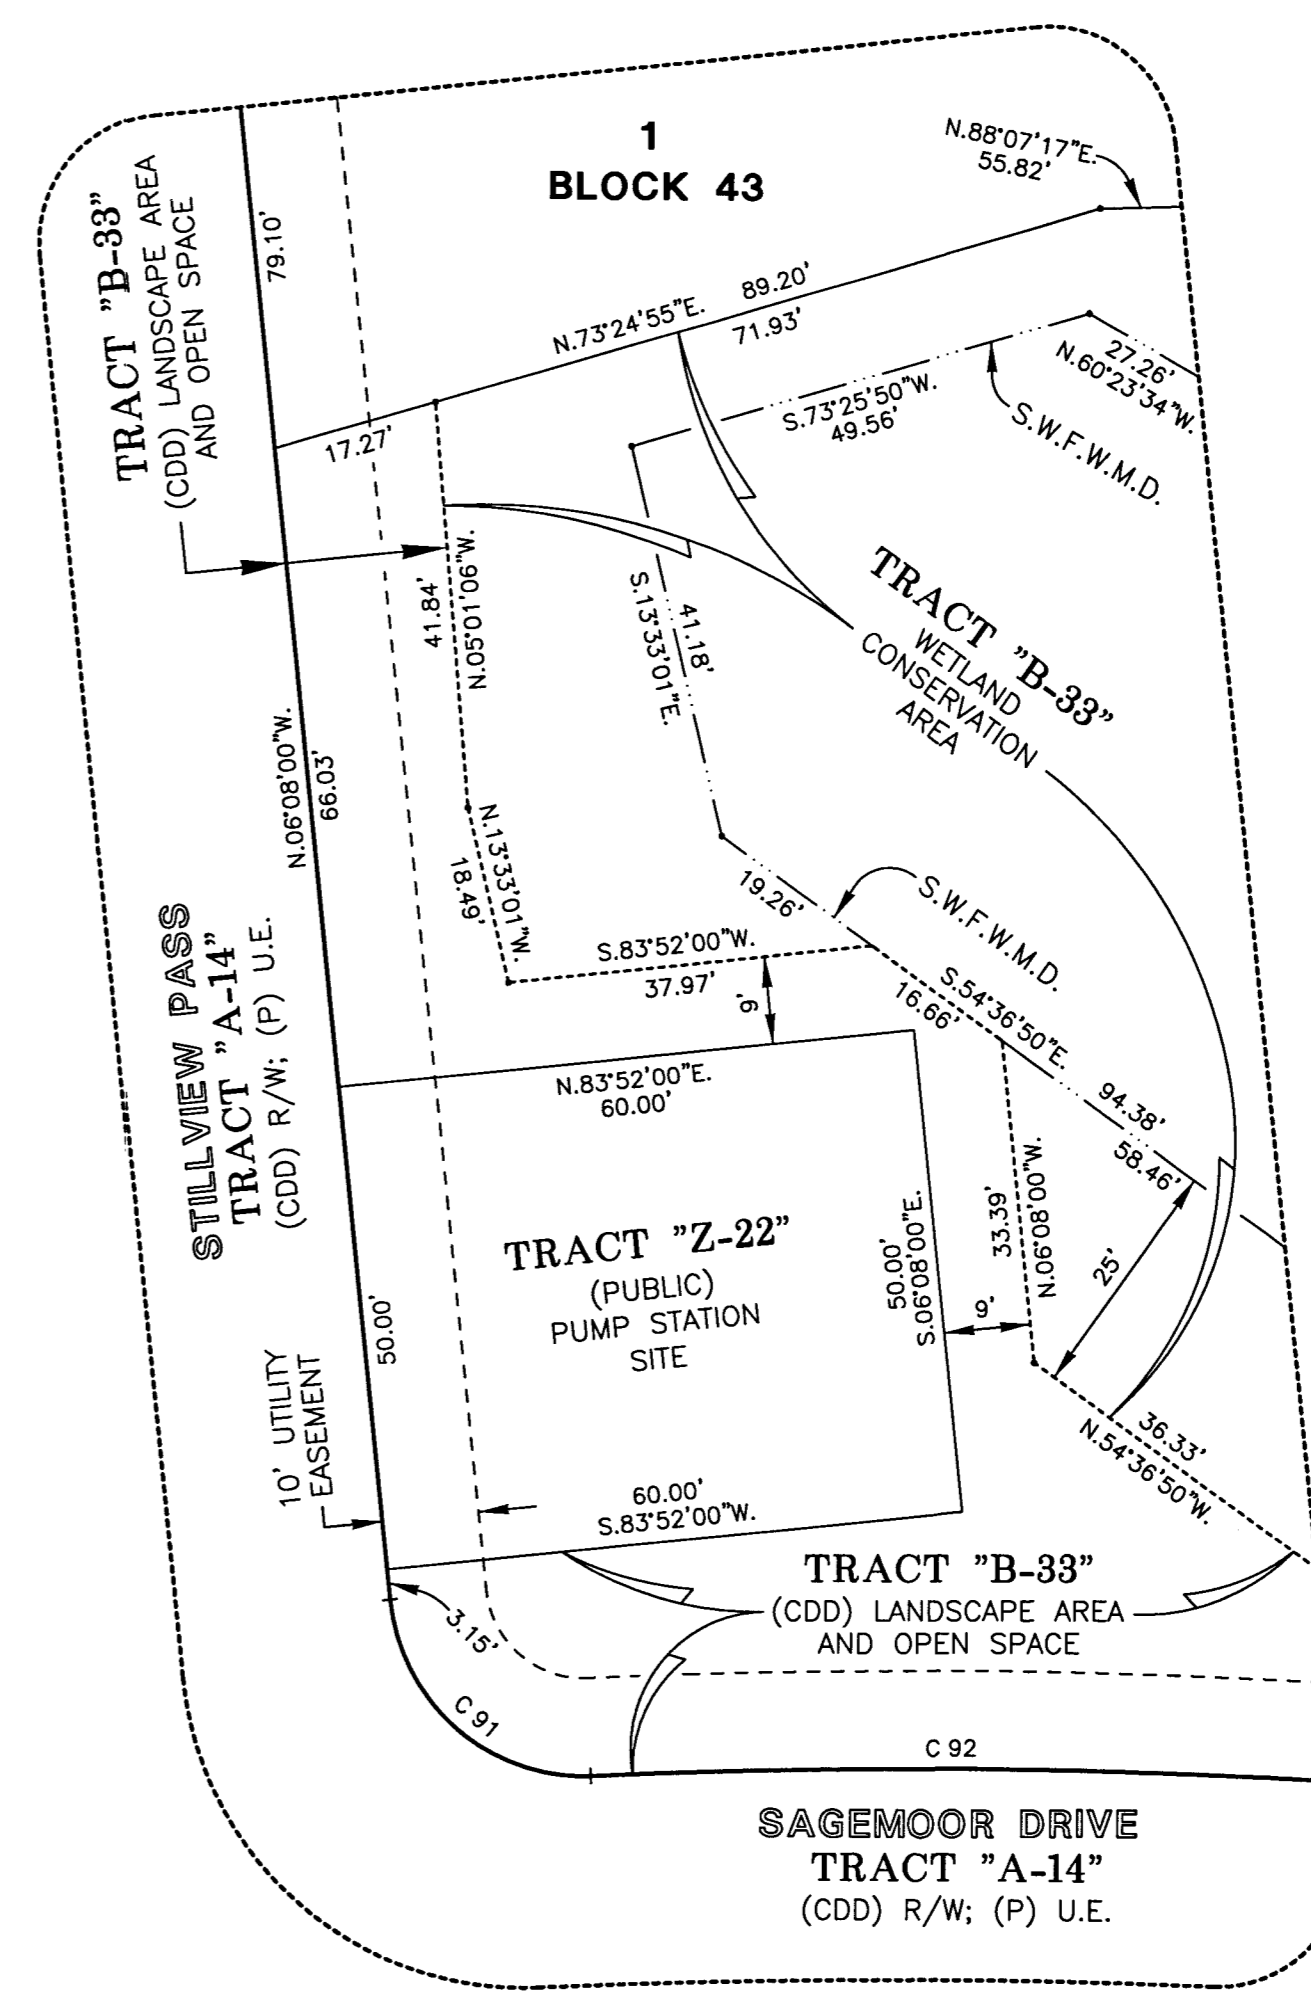 1
BLOCK 43
N.88°07'17"E.
55.82'
TRACT "B-33"
(CDD) LANDSCAPE AREA
AND OPEN SPACE
79.10'
N.73°24'55"E.
89.20'
71.93'
17.27'
S.73°25'50"W.
49.56'
27.26'
N.60°23'34"W.
S.W.F.W.M.D.
41.84'
N.05°01'06"W.
S.13°33'01"E.
41.18'
TRACT "B-33"
WETLAND
CONSERVATION
AREA
N.06°08'00"W.
66.03'
N.13°33'01"W.
18.49'
19.26'
S.W.F.W.M.D.
S.83°52'00"W.
37.97'
9'
S.54°36'50"E.
16.66'
94.38'
58.46'
STILLVIEW PASS
TRACT "A-14"
(CDD) R/W; (P) U.E.
N.83°52'00"E.
60.00'
TRACT "Z-22"
(PUBLIC)
PUMP STATION
SITE
50.00'
50.00'
S.06°08'00"E.
33.39'
N.06°08'00"W.
9'
25'
10' UTILITY
EASEMENT
60.00'
S.83°52'00"W.
36.33'
N.54°36'50"W.
TRACT "B-33"
(CDD) LANDSCAPE AREA
AND OPEN SPACE
3.15'
C 91
C 92
SAGEMOOR DRIVE
TRACT "A-14"
(CDD) R/W; (P) U.E.